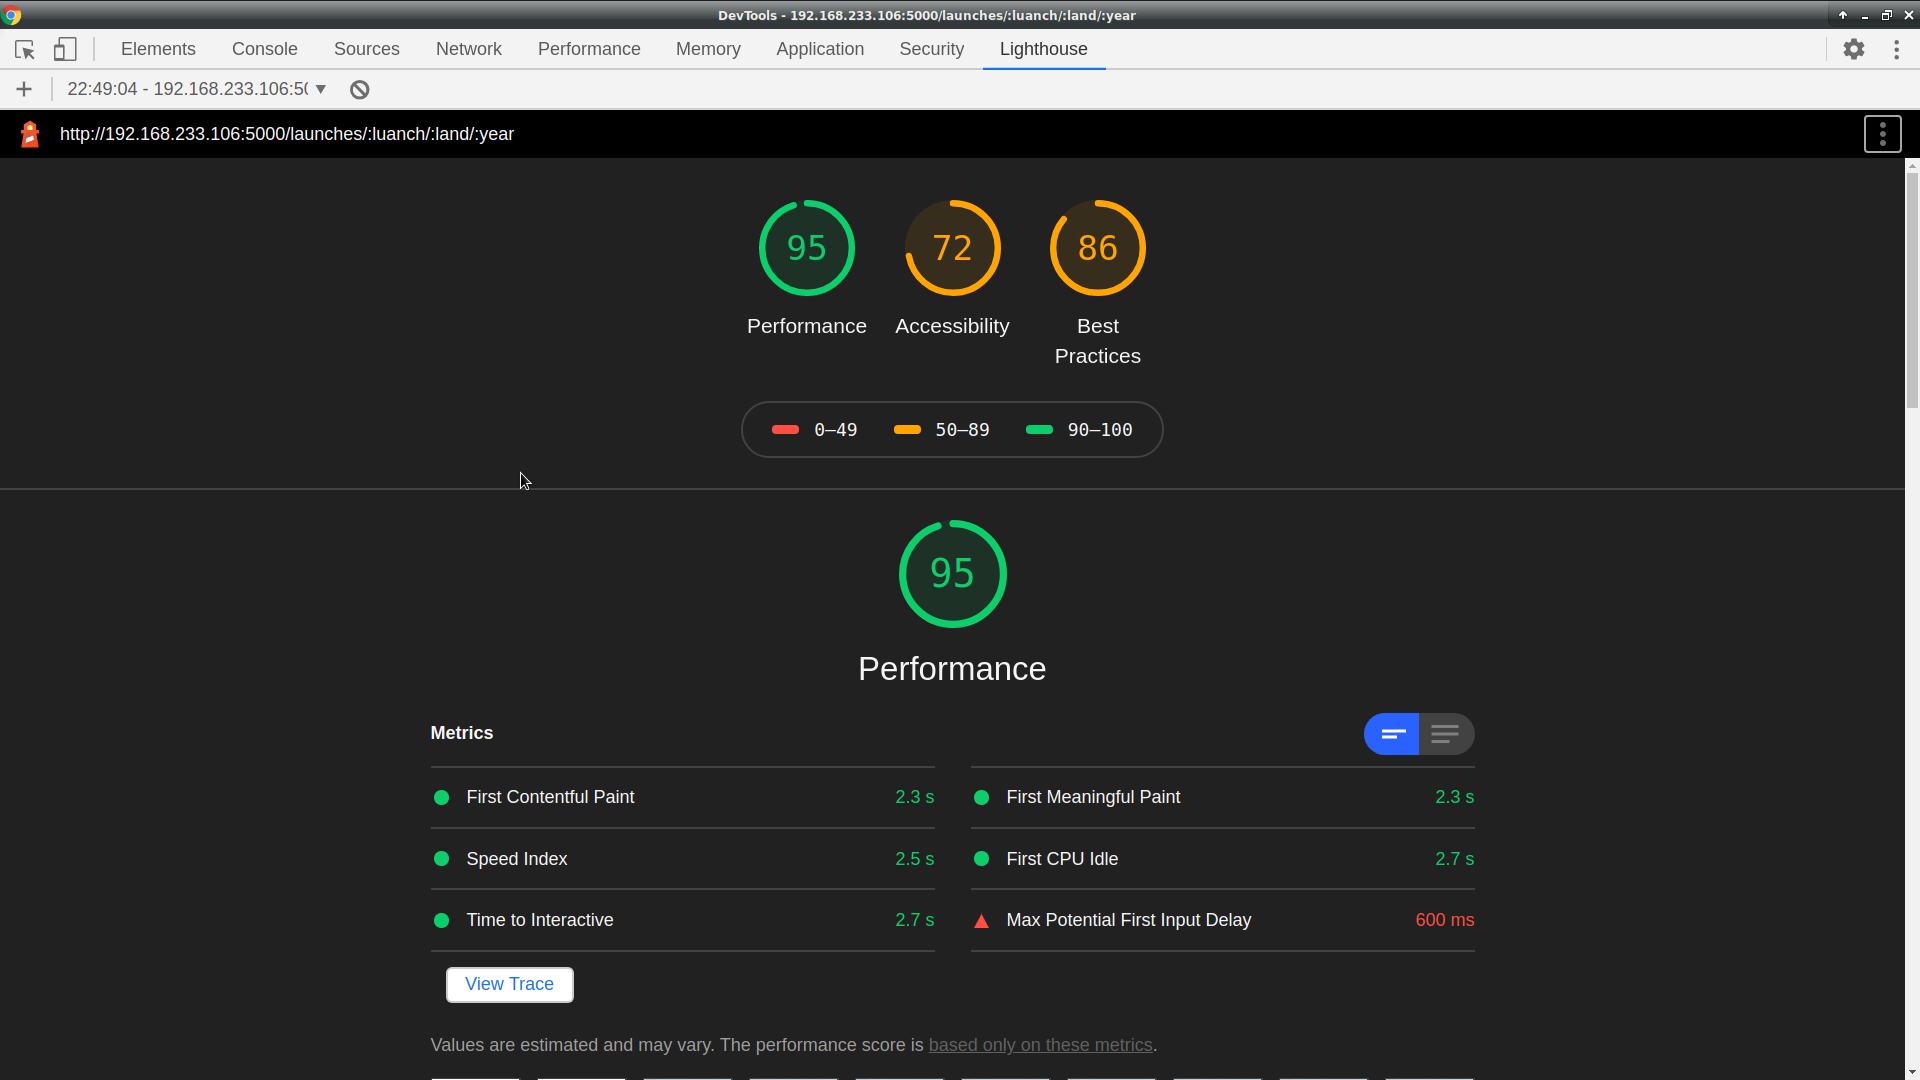 DevTools - 192.168.233.106:5000/launches/:luanch/:land/:year
Elements Console Sources Network Performance Memory Application Security Lighthouse
22:49:04 - 192.168.233.106:50
http://192.168.233.106:5000/launches/:luanch/:land/:year
95 72 86
Performance Accessibility Best
Practices
0–49 50–89 90–100
95
Performance
Metrics
First Contentful Paint 2.3 s First Meaningful Paint 2.3 s
Speed Index 2.5 s First CPU Idle 2.7 s
Time to Interactive 2.7 s Max Potential First Input Delay 600 ms
View Trace
Values are estimated and may vary. The performance score is based only on these metrics.